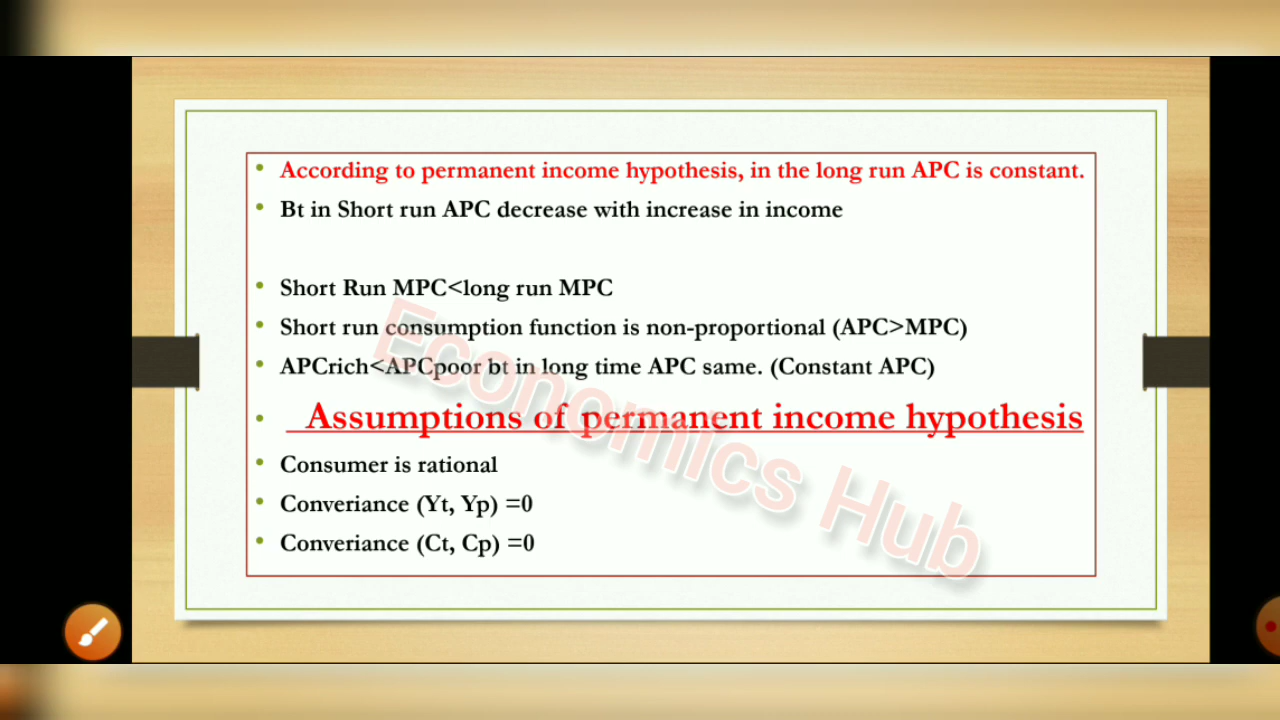 According to permanent income hypothesis, in the long run APC is constant.
Bt in Short run APC decrease with increase in income
Short Run MPC<long run MPC
Short run consumption function is non-proportional (APC>MPC)
APCrich<APCpoor bt in long time APC same. (Constant APC)
Assumptions of permanent income hypothesis
Consumer is rational
Converiance (Yt, Yp) =0
Converiance (Ct, Cp) =0
Economics Hub